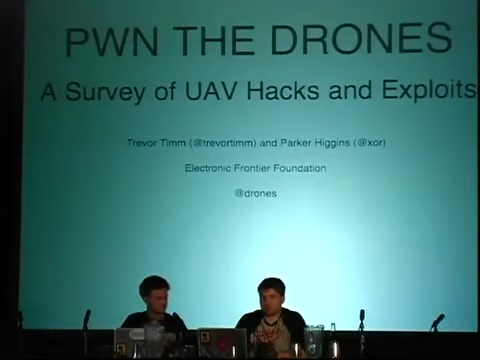 PWN THE DRONES
A Survey of UAV Hacks and Exploits
Trevor Timm (@trevortimm) and Parker Higgins (@xor)
Electronic Frontier Foundation
@drones